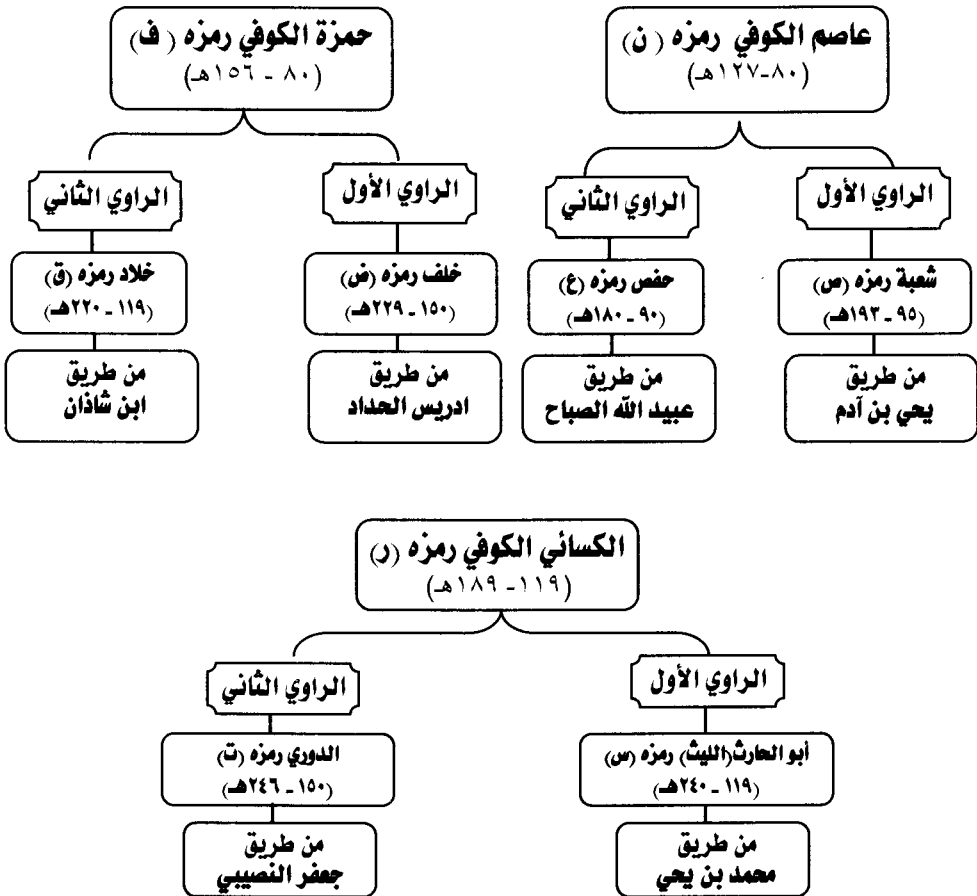 عاصم الكوفي رمزه (ن)
(٨٠-١٢٧هـ)
الراوي الأول
شعبة رمزه (ص)
(٩٥ - ١٩٣هـ)
من طريق
يحي بن آدم
الراوي الثاني
حفص رمزه (ع)
(٩٠ - ١٨٠هـ)
من طريق
عبيد الله الصباح
حمزة الكوفي رمزه ( ف)
(٨٠ - ١٥٦هـ)
الراوي الأول
خلف رمزه (ض)
(١٥٠ - ٢٢٩هـ)
من طريق
ادريس الحداد
الراوي الثاني
خلاد رمزه (ق)
(١١٩ - ٢٢٠هـ)
من طريق
ابن شاذان
الكسائي الكوفي رمزه (ر)
(١١٩- ١٨٩هـ)
الراوي الأول
أبو الحارث(الليث) رمزه (س)
(١١٩ - ٢٤٠هـ)
من طريق
محمد بن يحي
الراوي الثاني
الدوري رمزه (ت)
(١٥٠ - ٢٤٦هـ)
من طريق
جعفر النصيبي